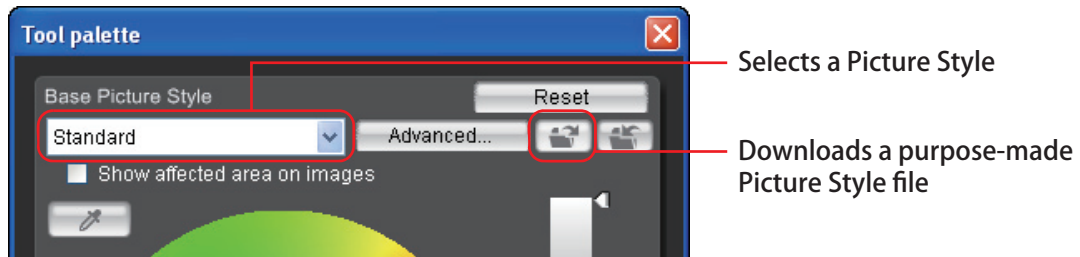 Tool palette
Selects a Picture Style
Base Picture Style
Reset
Standard
Advanced...
Downloads a purpose-made
Picture Style file
Show affected area on images